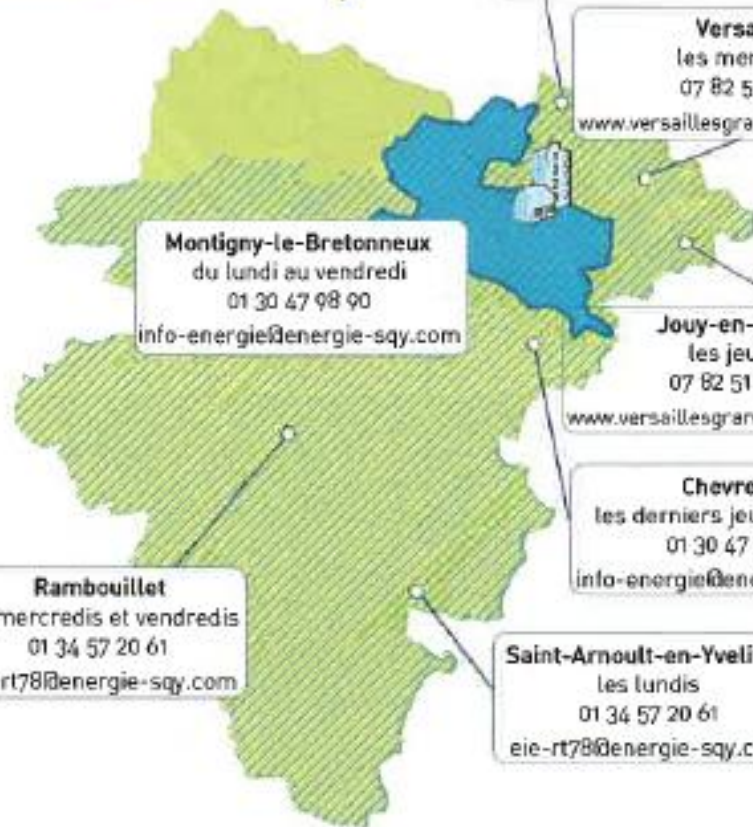 Versa
les mer
07 82 5
www.versaillesgra
Montigny-le-Bretonneux
du lundi au vendredi
01 30 47 98 90
info-energie@energie-sqy.com
Jouy-en-
les jeu
07 82 51
www.versaillesgran
Chevre
les derniers jeu
01 30 47
info-energie@ene
Rambouillet
mercredis et vendredis
01 34 57 20 61
rt78@energie-sqy.com
Saint-Arnoult-en-Yveli
les lundis
01 34 57 20 61
eie-rt78@energie-sqy.c